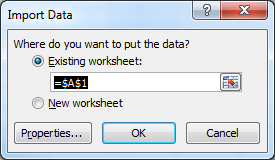 Import Data
Where do you want to put the data?
Existing worksheet:
=$A$1
New worksheet
Properties...
OK
Cancel